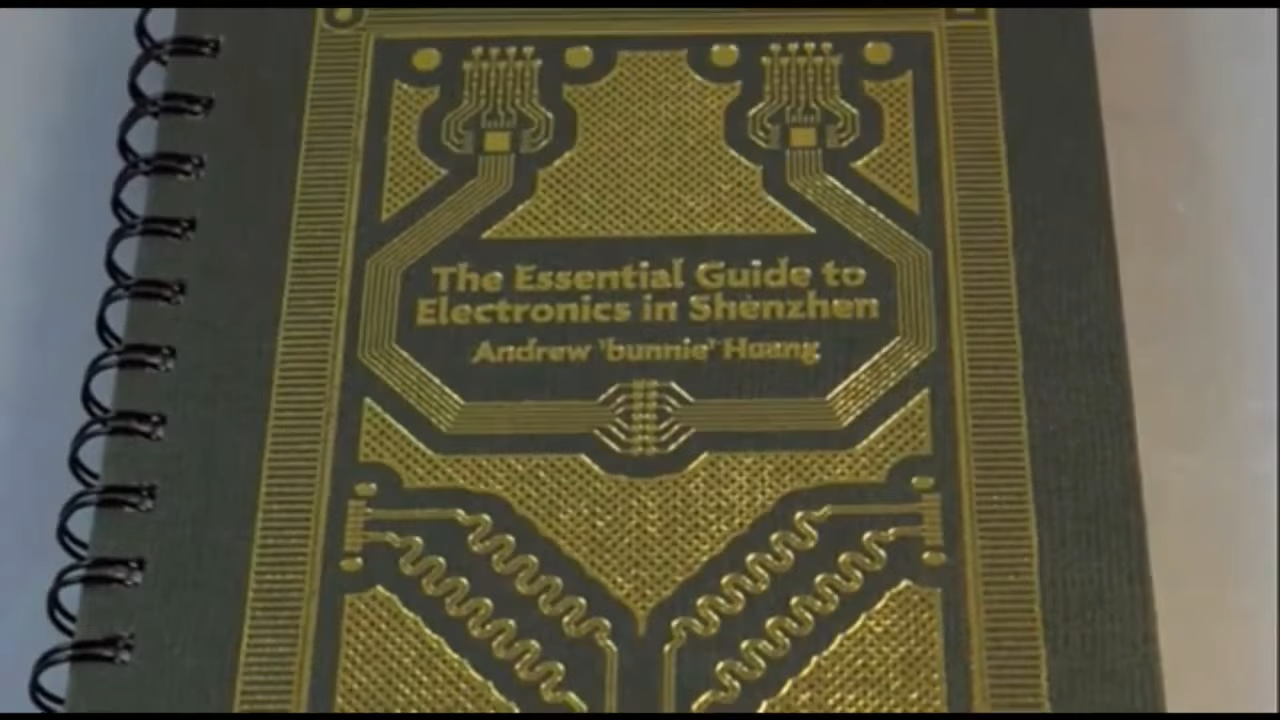 The Essential Guide to
Electronics in Shenzhen
Andrew 'bunnie' Huang